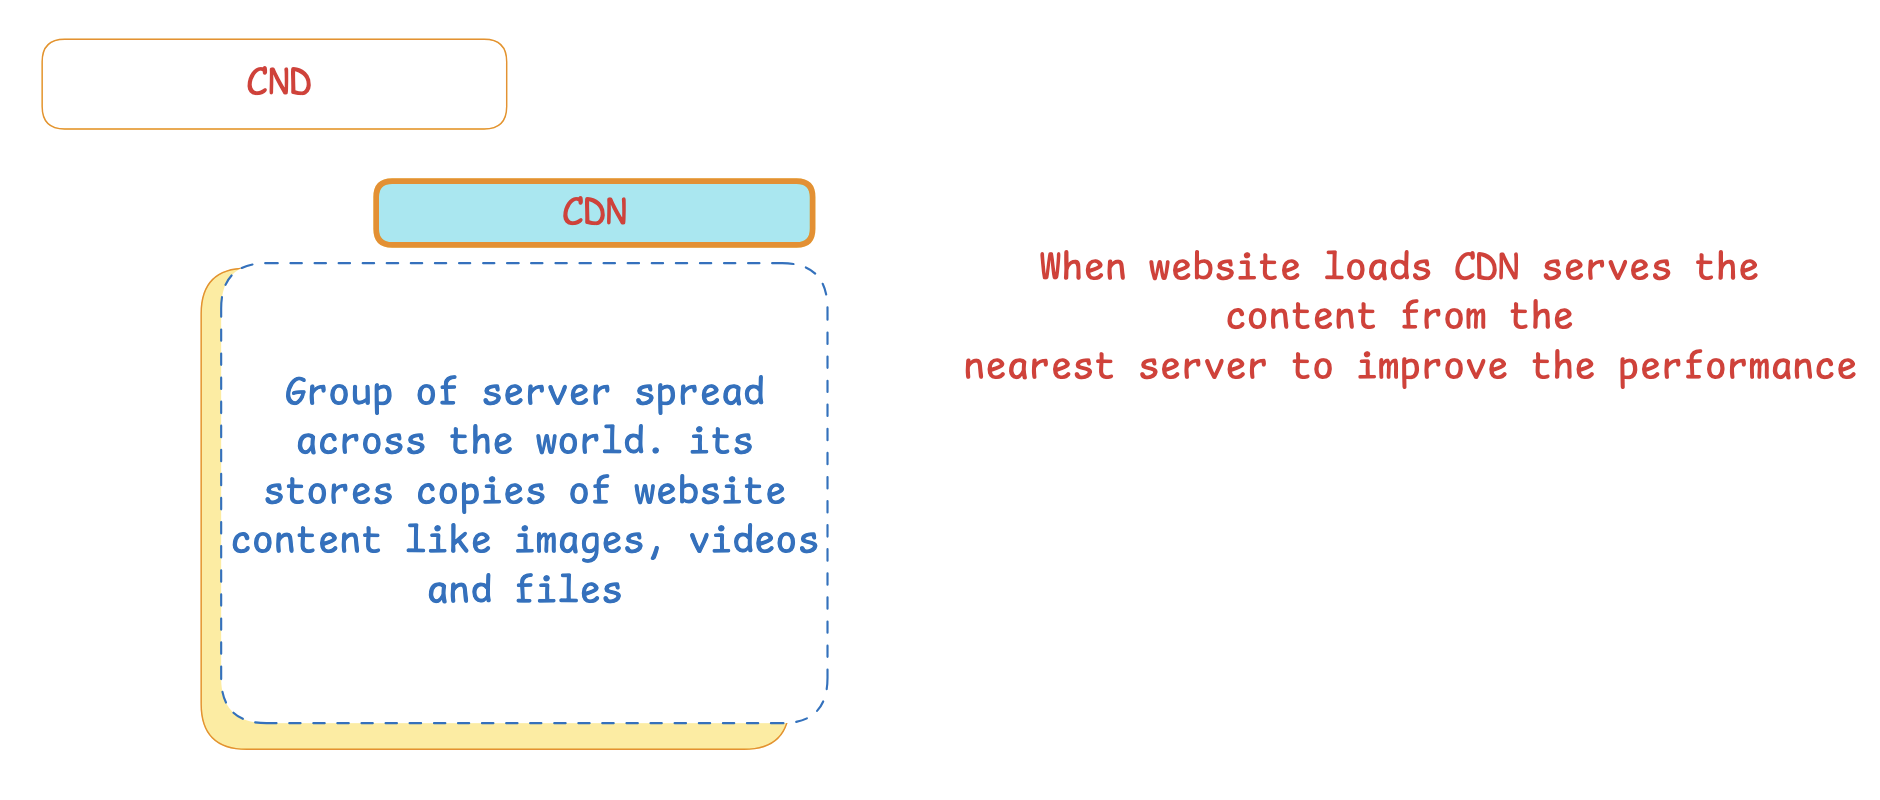 CND
CDN
Group of server spread
across the world. its
stores copies of website
content like images, videos
and files
When website loads CDN serves the
content from the
nearest server to improve the performance